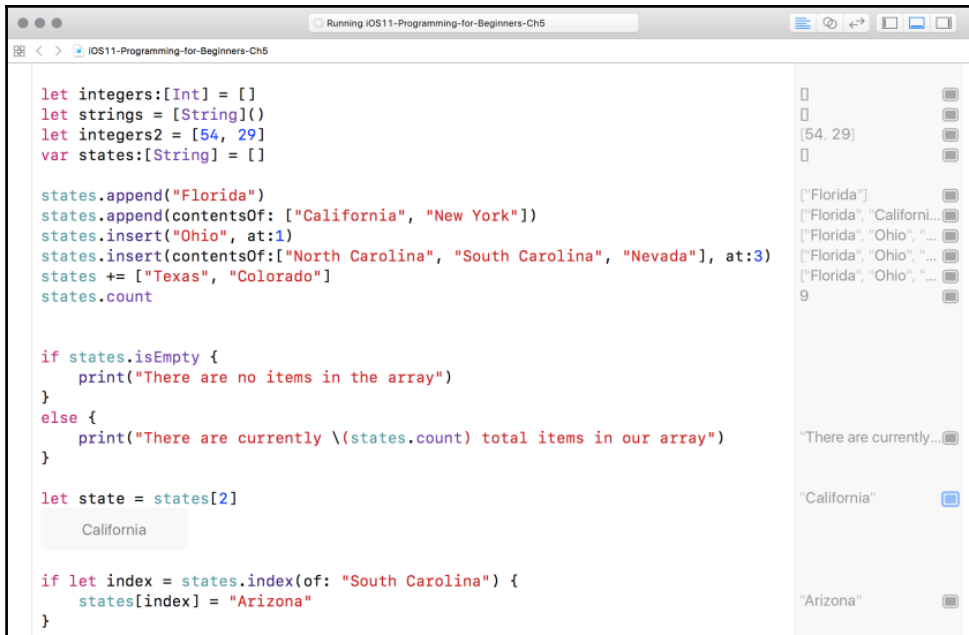 Running iOS11-Programming-for-Beginners-Ch5
iOS11-Programming-for-Beginners-Ch5
let integers:[Int] = [] []
let strings = [String]() []
let integers2 = [54, 29] [54, 29]
var states:[String] = [] []
states.append("Florida") ["Florida"]
states.append(contentsOf: ["California", "New York"]) ["Florida", "Californi...
states.insert("Ohio", at:1) ["Florida", "Ohio", "...
states.insert(contentsOf:["North Carolina", "South Carolina", "Nevada"], at:3) ["Florida", "Ohio", "...
states += ["Texas", "Colorado"] ["Florida", "Ohio", "...
states.count 9
if states.isEmpty {
print("There are no items in the array")
}
else {
print("There are currently \(states.count) total items in our array") "There are currently...
}
let state = states[2] "California"
California
if let index = states.index(of: "South Carolina") {
states[index] = "Arizona" "Arizona"
}